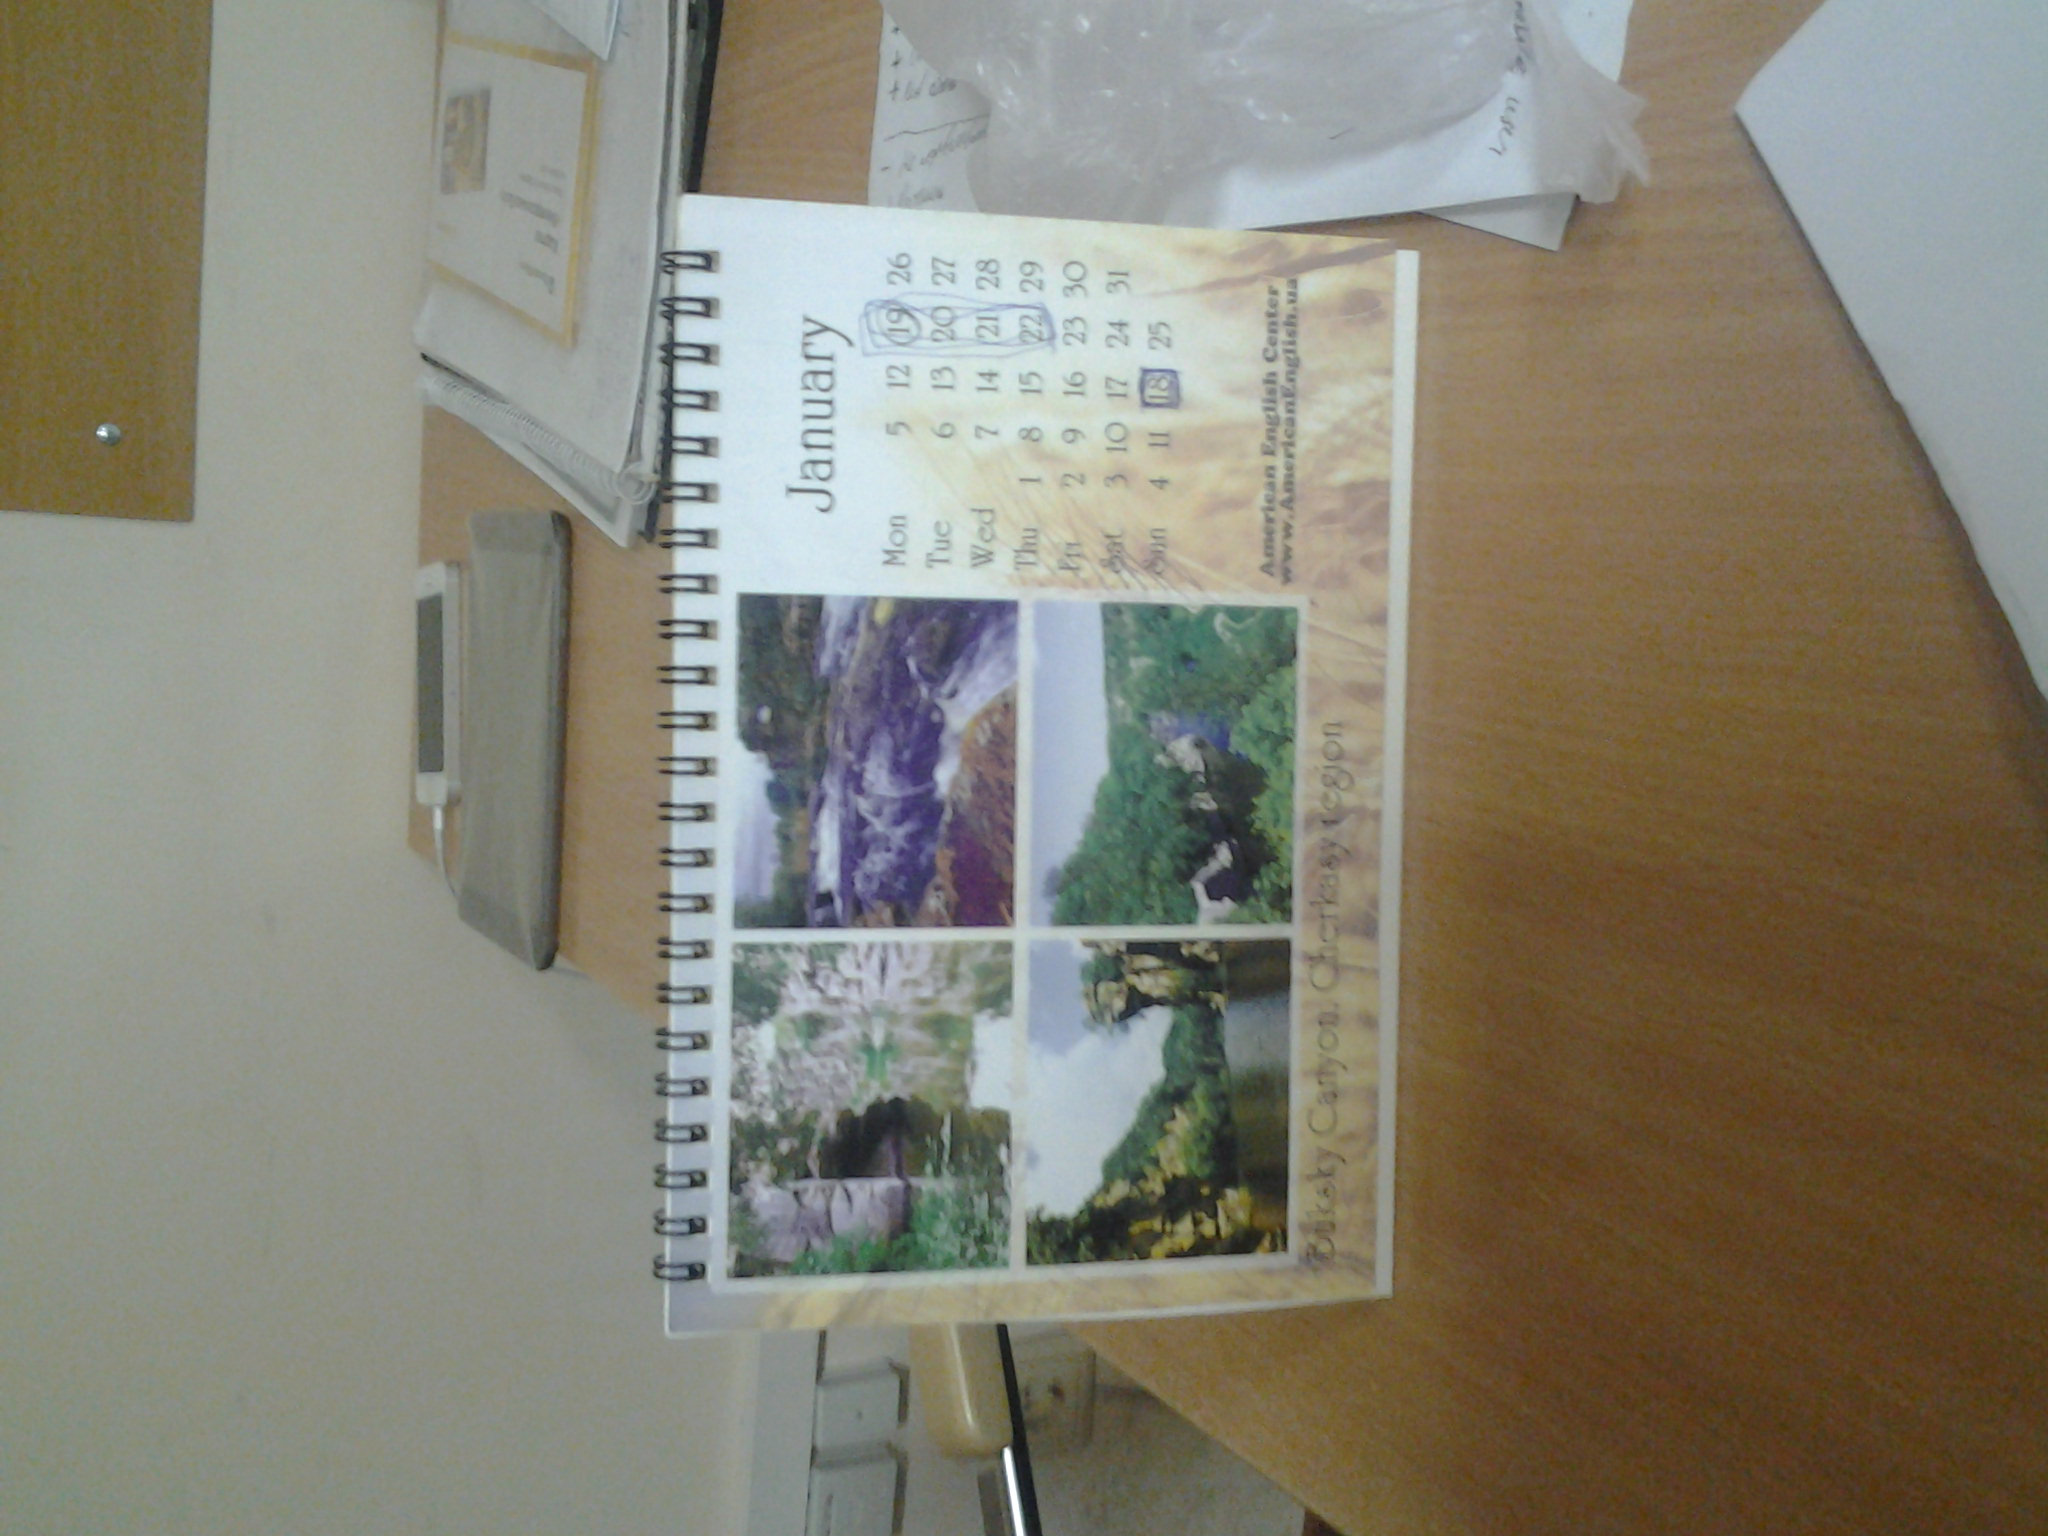 January
Mon 5 12 19 26
Tue 6 13 20 27
Wed 7 14 21 28
Thu 1 8 15 22 29
Fri 2 9 16 23 30
Sat 3 10 17 24 31
Sun 4 11 18 25
American English Center
www.AmericanEnglish.ua
Buksky Canyon. Cherkasy region
user